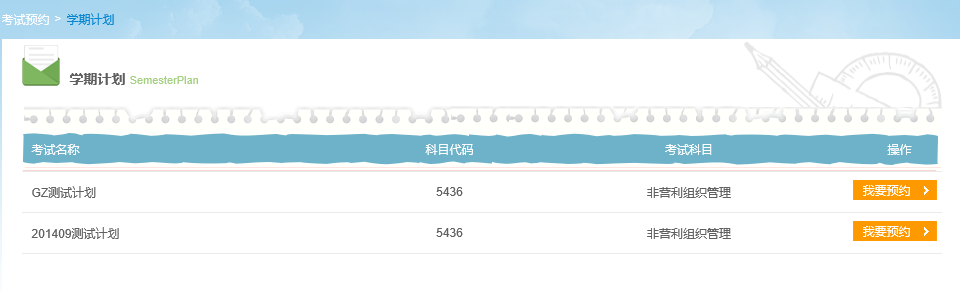 考试预约 > 学期计划
学期计划 SemesterPlan
考试名称 科目代码 考试科目 操作
GZ测试计划 5436 非营利组织管理 我要预约
201409测试计划 5436 非营利组织管理 我要预约